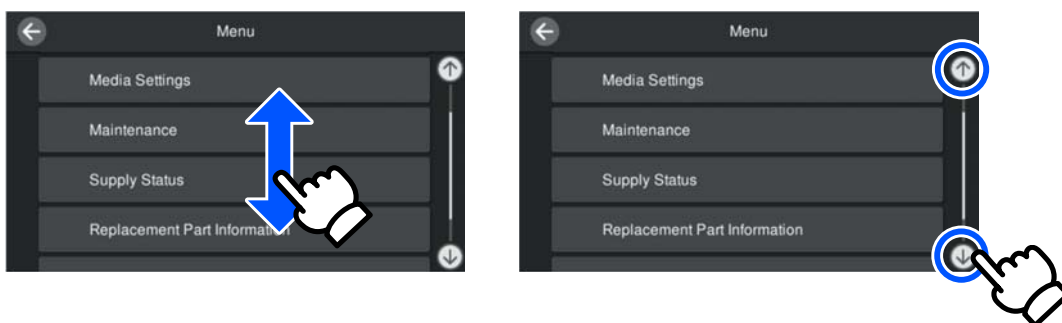 Menu
Media Settings
Maintenance
Supply Status
Replacement Part Information
Menu
Media Settings
Maintenance
Supply Status
Replacement Part Information